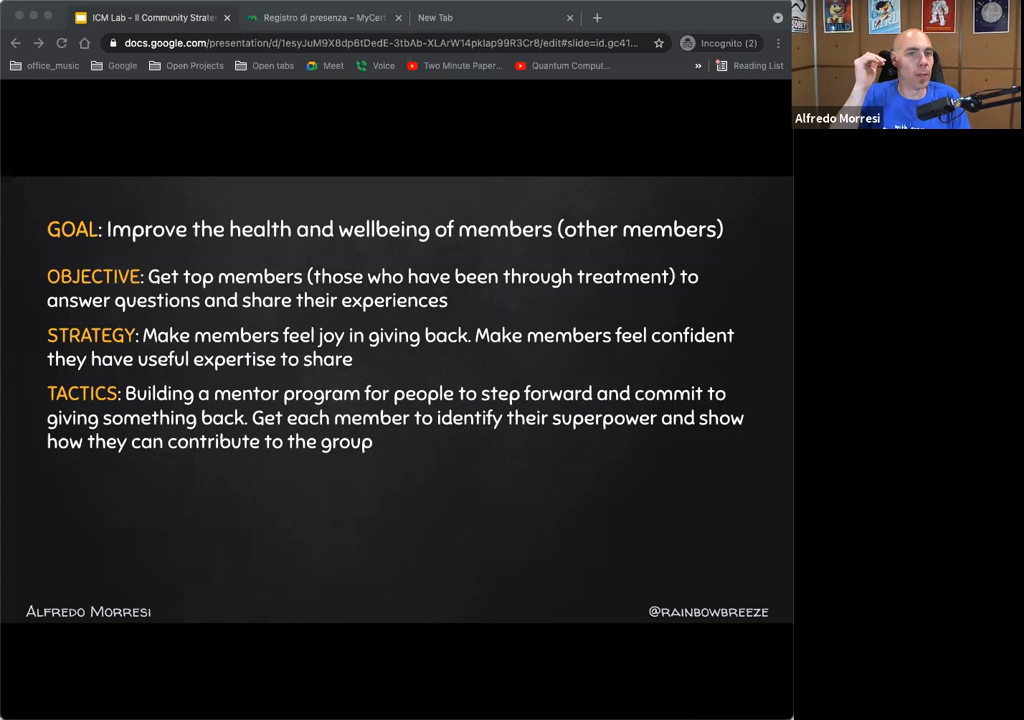 ICM Lab - Il Community Strate
Registro di presenza – MyCert
New Tab
docs.google.com/presentation/d/1esyJuM9X8dp6tDedE-3tbAb-XLArW14pkIap99R3Cr8/edit#slide=id.gc41...
Incognito (2)
office_music
Google
Open Projects
Open tabs
Meet
Voice
Two Minute Paper...
Quantum Comput...
»
Reading List
Alfredo Morresi
GOAL: Improve the health and wellbeing of members (other members)
OBJECTIVE: Get top members (those who have been through treatment) to
answer questions and share their experiences
STRATEGY: Make members feel joy in giving back. Make members feel confident
they have useful expertise to share
TACTICS: Building a mentor program for people to step forward and commit to
giving something back. Get each member to identify their superpower and show
how they can contribute to the group
Alfredo Morresi
@rainbowbreeze